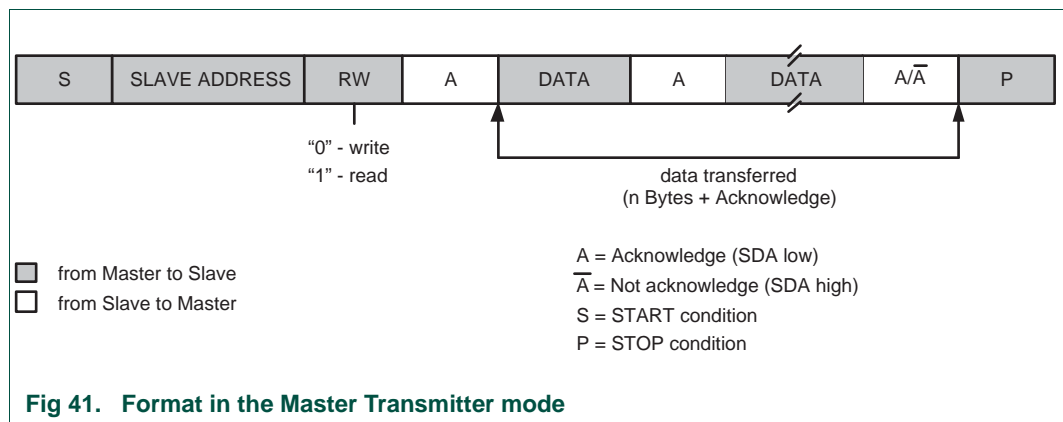 S SLAVE ADDRESS RW A DATA A DATA A/A̅ P
“0” - write
“1” - read
data transferred
(n Bytes + Acknowledge)
from Master to Slave
from Slave to Master
A = Acknowledge (SDA low)
A̅ = Not acknowledge (SDA high)
S = START condition
P = STOP condition
Fig 41. Format in the Master Transmitter mode